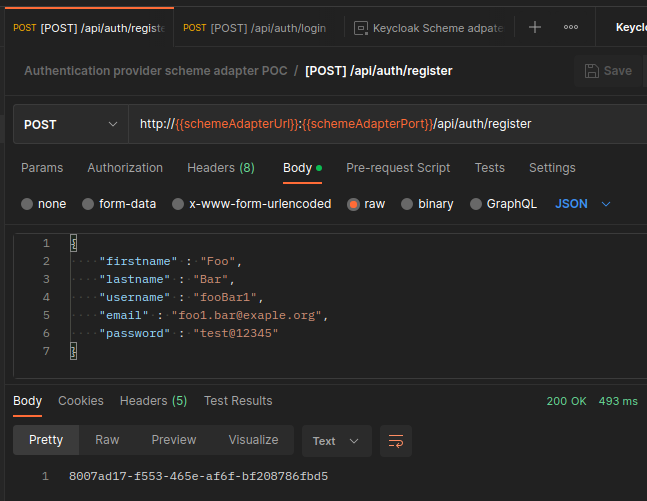 POST [POST] /api/auth/registe POST [POST] /api/auth/login Keycloak Scheme adpate Keyclo
Authentication provider scheme adapter POC / [POST] /api/auth/register Save
POST http://{{schemeAdapterUrl}}:{{schemeAdapterPort}}/api/auth/register
Params Authorization Headers (8) Body Pre-request Script Tests Settings
none form-data x-www-form-urlencoded raw binary GraphQL JSON
1 {
2 "firstname" : "Foo",
3 "lastname" : "Bar",
4 "username" : "fooBar1",
5 "email" : "foo1.bar@exaple.org",
6 "password" : "test@12345"
7 }
Body Cookies Headers (5) Test Results 200 OK 493 ms
Pretty Raw Preview Visualize Text
1 8007ad17-f553-465e-af6f-bf208786fbd5